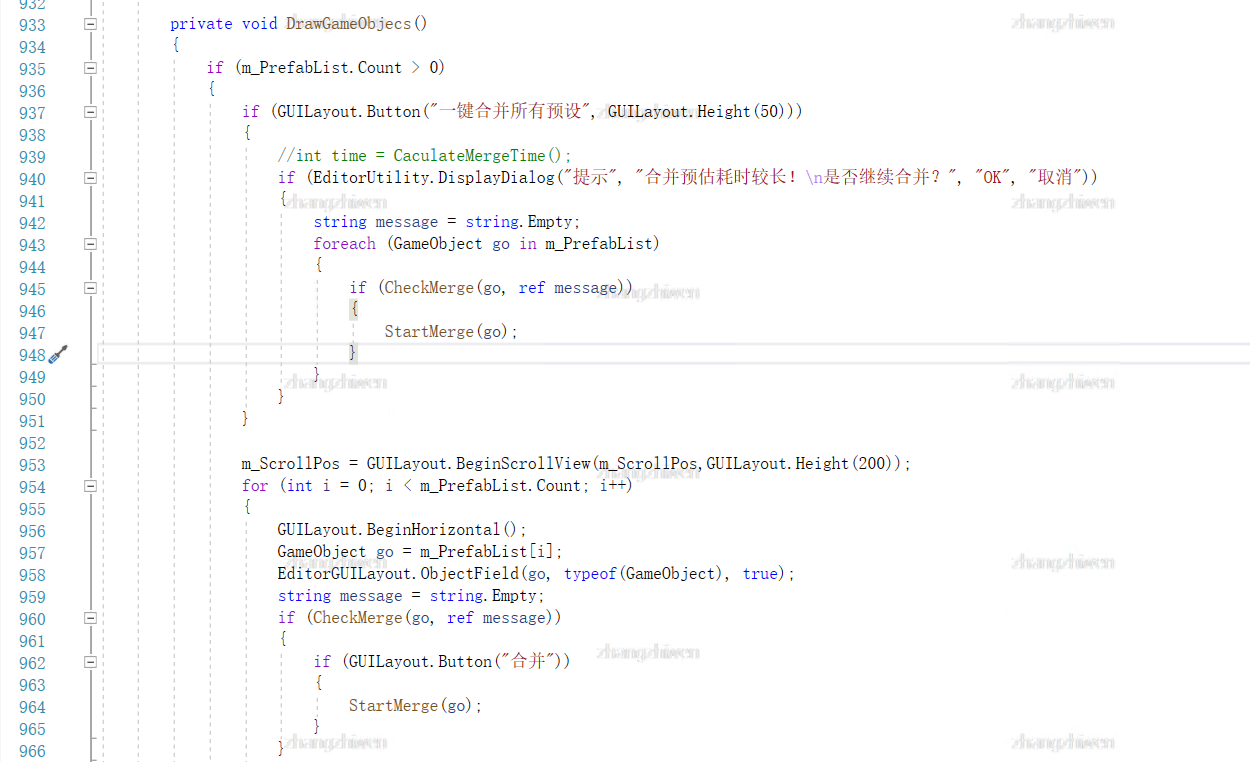 932
933 private void DrawGameObjecs()
934 {
935 if (m_PrefabList.Count > 0)
936 {
937 if (GUILayout.Button("一键合并所有预设", GUILayout.Height(50)))
938 {
939 //int time = CaculateMergeTime();
940 if (EditorUtility.DisplayDialog("提示", "合并预估耗时较长！\n是否继续合并？", "OK", "取消"))
941 {
942 string message = string.Empty;
943 foreach (GameObject go in m_PrefabList)
944 {
945 if (CheckMerge(go, ref message))
946 {
947 StartMerge(go);
948 }
949 }
950 }
951 }
952
953 m_ScrollPos = GUILayout.BeginScrollView(m_ScrollPos,GUILayout.Height(200));
954 for (int i = 0; i < m_PrefabList.Count; i++)
955 {
956 GUILayout.BeginHorizontal();
957 GameObject go = m_PrefabList[i];
958 EditorGUILayout.ObjectField(go, typeof(GameObject), true);
959 string message = string.Empty;
960 if (CheckMerge(go, ref message))
961 {
962 if (GUILayout.Button("合并"))
963 {
964 StartMerge(go);
965 }
966 }